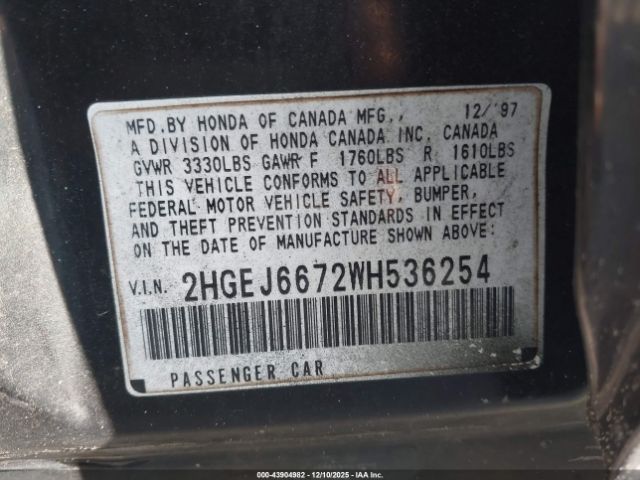 MFD.BY HONDA OF CANADA MFG., 12/'97
A DIVISION OF HONDA CANADA INC, CANADA
GVWR 3330LBS GAWR F 1760LBS R 1610LBS
THIS VEHICLE CONFORMS TO ALL APPLICABLE
FEDERAL MOTOR VEHICLE SAFETY, BUMPER,
AND THEFT PREVENTION STANDARDS IN EFFECT
ON THE DATE OF MANUFACTURE SHOWN ABOVE:
V.I.N. 2HGEJ6672WH536254
PASSENGER CAR
000-43904982 - 12/10/2025 - IAA Inc.